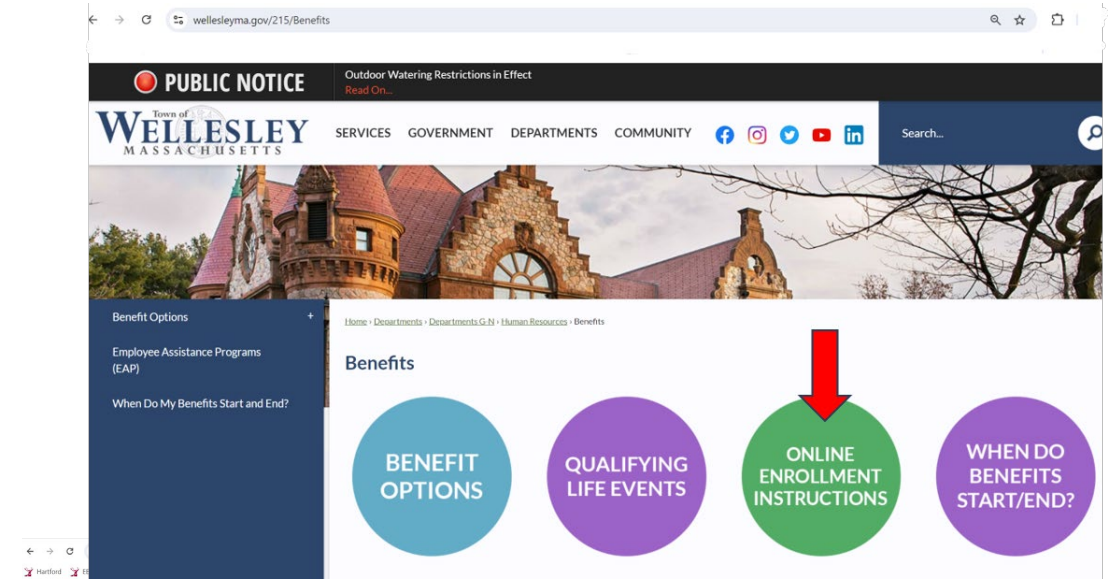 wellesleyma.gov/215/Benefits
PUBLIC NOTICE
Outdoor Watering Restrictions in Effect
Read On...
Town of
WELLESLEY
MASSACHUSETTS
SERVICES GOVERNMENT DEPARTMENTS COMMUNITY
Search...
Benefit Options +
Employee Assistance Programs
(EAP)
When Do My Benefits Start and End?
Home › Departments › Departments G-N › Human Resources › Benefits
Benefits
BENEFIT
OPTIONS
QUALIFYING
LIFE EVENTS
ONLINE
ENROLLMENT
INSTRUCTIONS
WHEN DO
BENEFITS
START/END?
Hartford